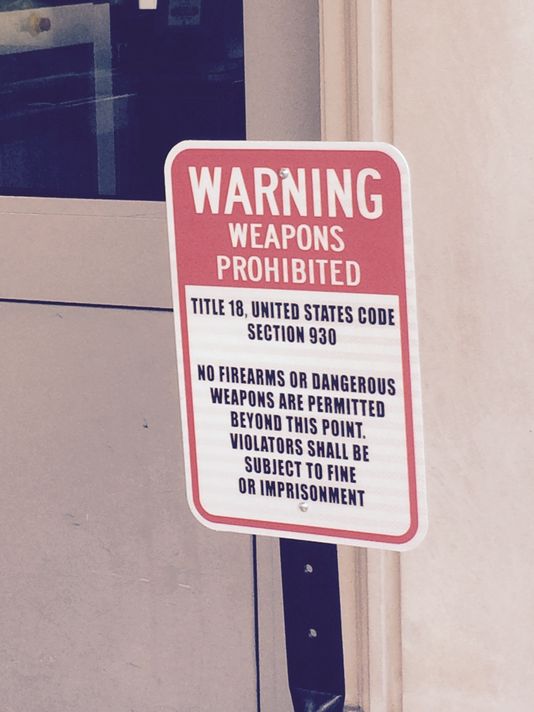 WARNING
WEAPONS
PROHIBITED
TITLE 18, UNITED STATES CODE
SECTION 930
NO FIREARMS OR DANGEROUS
WEAPONS ARE PERMITTED
BEYOND THIS POINT.
VIOLATORS SHALL BE
SUBJECT TO FINE
OR IMPRISONMENT